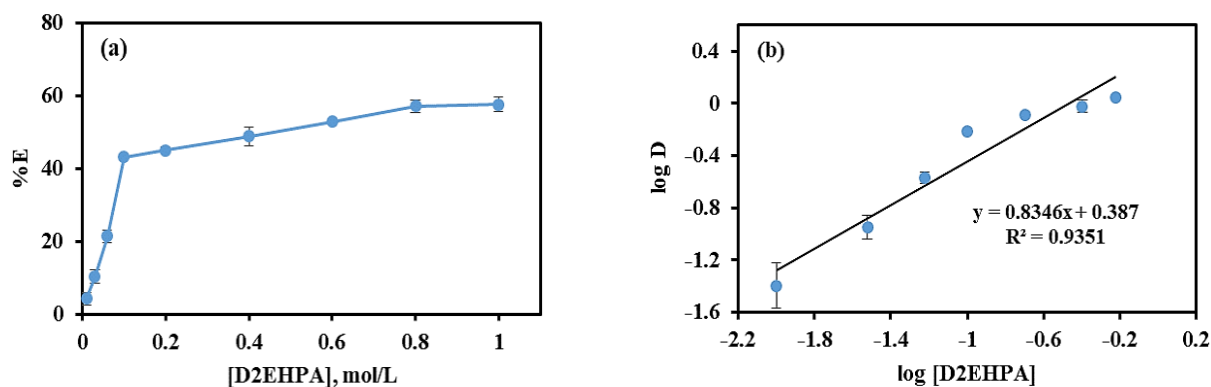 (a)
%E
80
60
40
20
0
0 0.2 0.4 0.6 0.8 1
[D2EHPA], mol/L
(b)
log D
0.4
0
-0.4
-0.8
-1.2
-1.6
y = 0.8346x + 0.387
R² = 0.9351
-2.2 -1.8 -1.4 -1 -0.6 -0.2 0.2
log [D2EHPA]